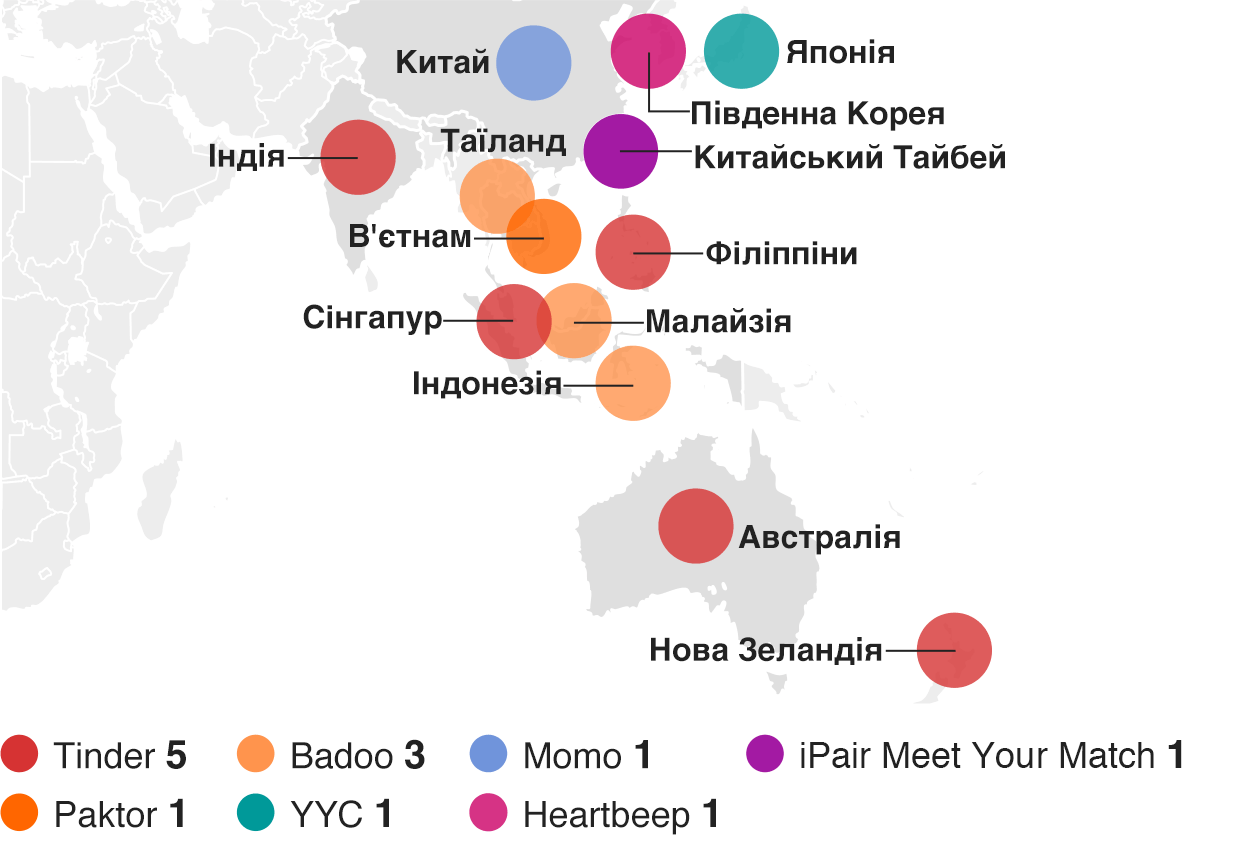 Китай
Японія
Південна Корея
Таїланд
Індія
Китайський Тайбей
В'єтнам
Філіппіни
Сінгапур
Малайзія
Індонезія
Австралія
Нова Зеландія
Tinder 5
Badoo 3
Momo 1
iPair Meet Your Match 1
Paktor 1
YYC 1
Heartbeep 1